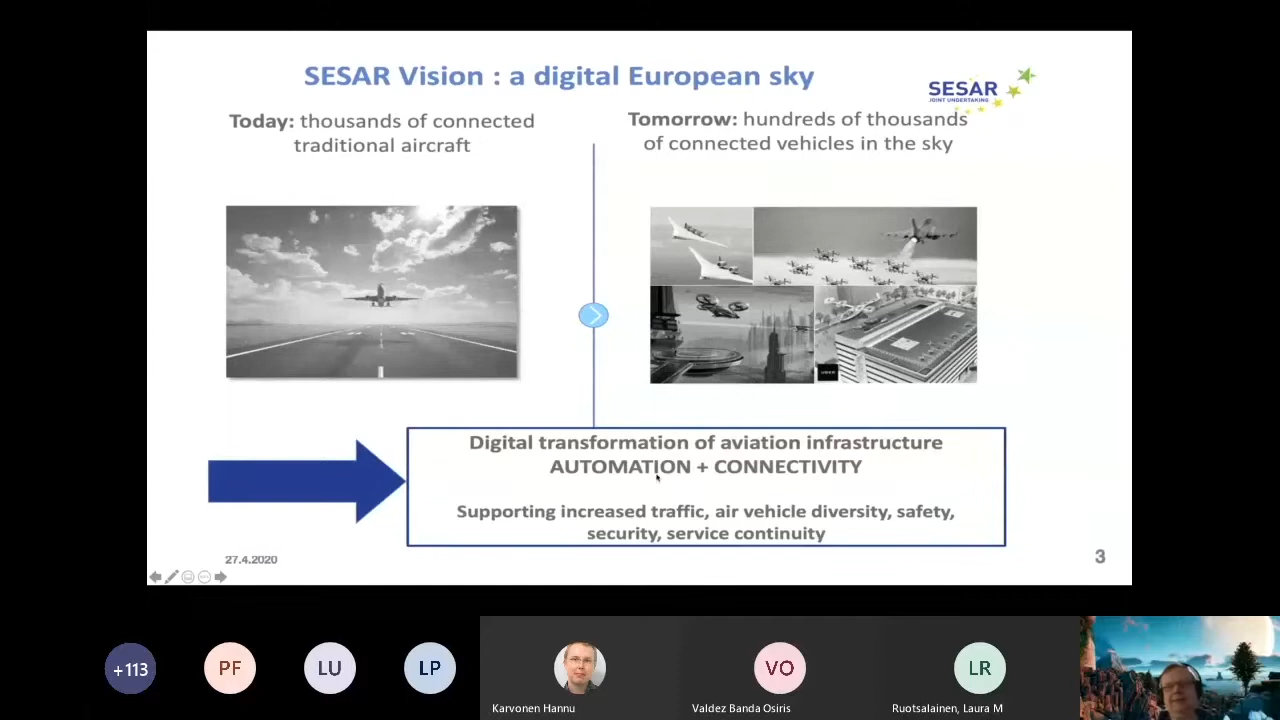 SESAR Vision : a digital European sky
SESAR
JOINT UNDERTAKING
Today: thousands of connected
traditional aircraft
Tomorrow: hundreds of thousands
of connected vehicles in the sky
UBER
Digital transformation of aviation infrastructure
AUTOMATION + CONNECTIVITY
Supporting increased traffic, air vehicle diversity, safety,
security, service continuity
27.4.2020
3
+113
PF
LU
LP
VO
LR
Karvonen Hannu
Valdez Banda Osiris
Ruotsalainen, Laura M